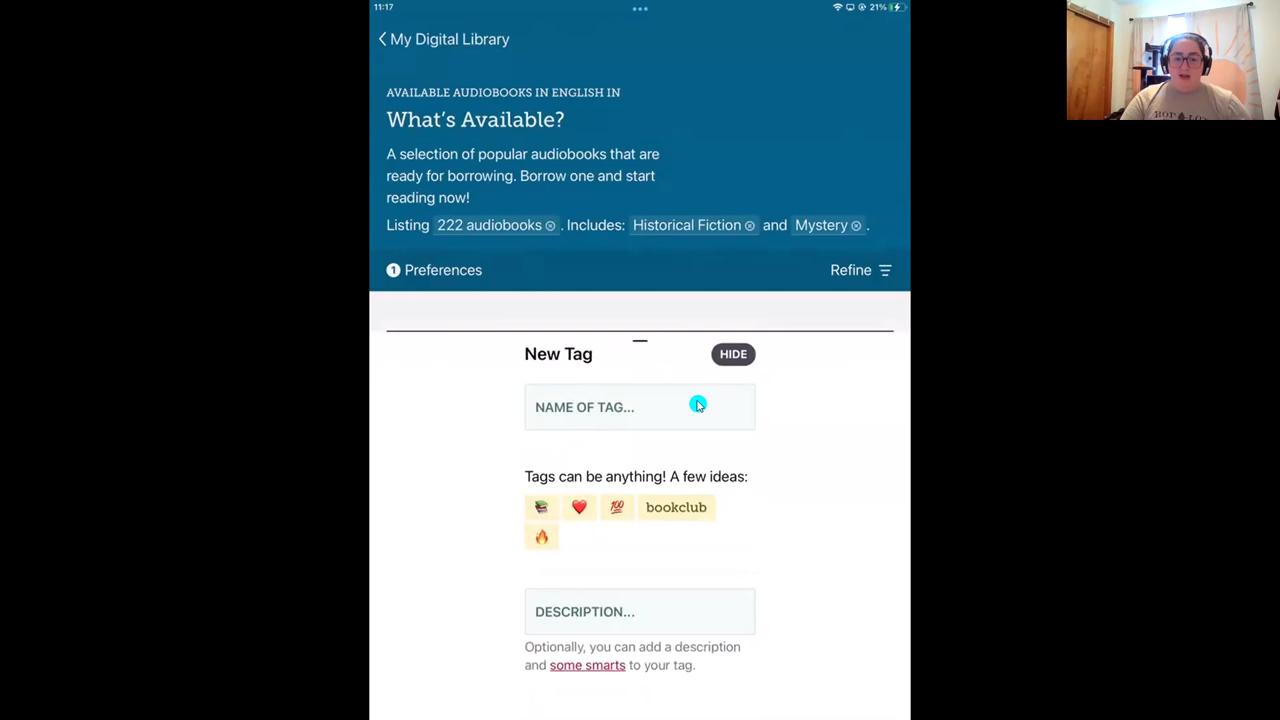 11:17
21%
My Digital Library
AVAILABLE AUDIOBOOKS IN ENGLISH IN
What's Available?
A selection of popular audiobooks that are
ready for borrowing. Borrow one and start
reading now!
Listing 222 audiobooks . Includes: Historical Fiction and Mystery .
1 Preferences
Refine
New Tag
HIDE
NAME OF TAG...
Tags can be anything! A few ideas:
💯 bookclub
DESCRIPTION...
Optionally, you can add a description
and some smarts to your tag.